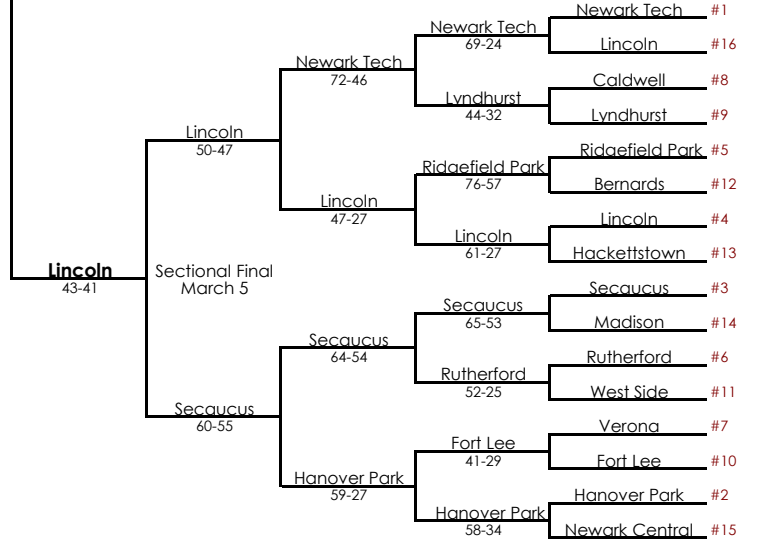 Newark Tech #1
Newark Tech
69-24
Lincoln #16
Newark Tech
72-46
Caldwell #8
Lyndhurst
44-32
Lyndhurst #9
Lincoln
50-47
Ridgefield Park #5
Ridgefield Park
76-57
Bernards #12
Lincoln
47-27
Lincoln #4
Lincoln
61-27
Hackettstown #13
Lincoln
43-41
Sectional Final
March 5
Secaucus #3
Secaucus
65-53
Madison #14
Secaucus
64-54
Rutherford #6
Rutherford
52-25
West Side #11
Secaucus
60-55
Verona #7
Fort Lee
41-29
Fort Lee #10
Hanover Park
59-27
Hanover Park #2
Hanover Park
58-34
Newark Central #15